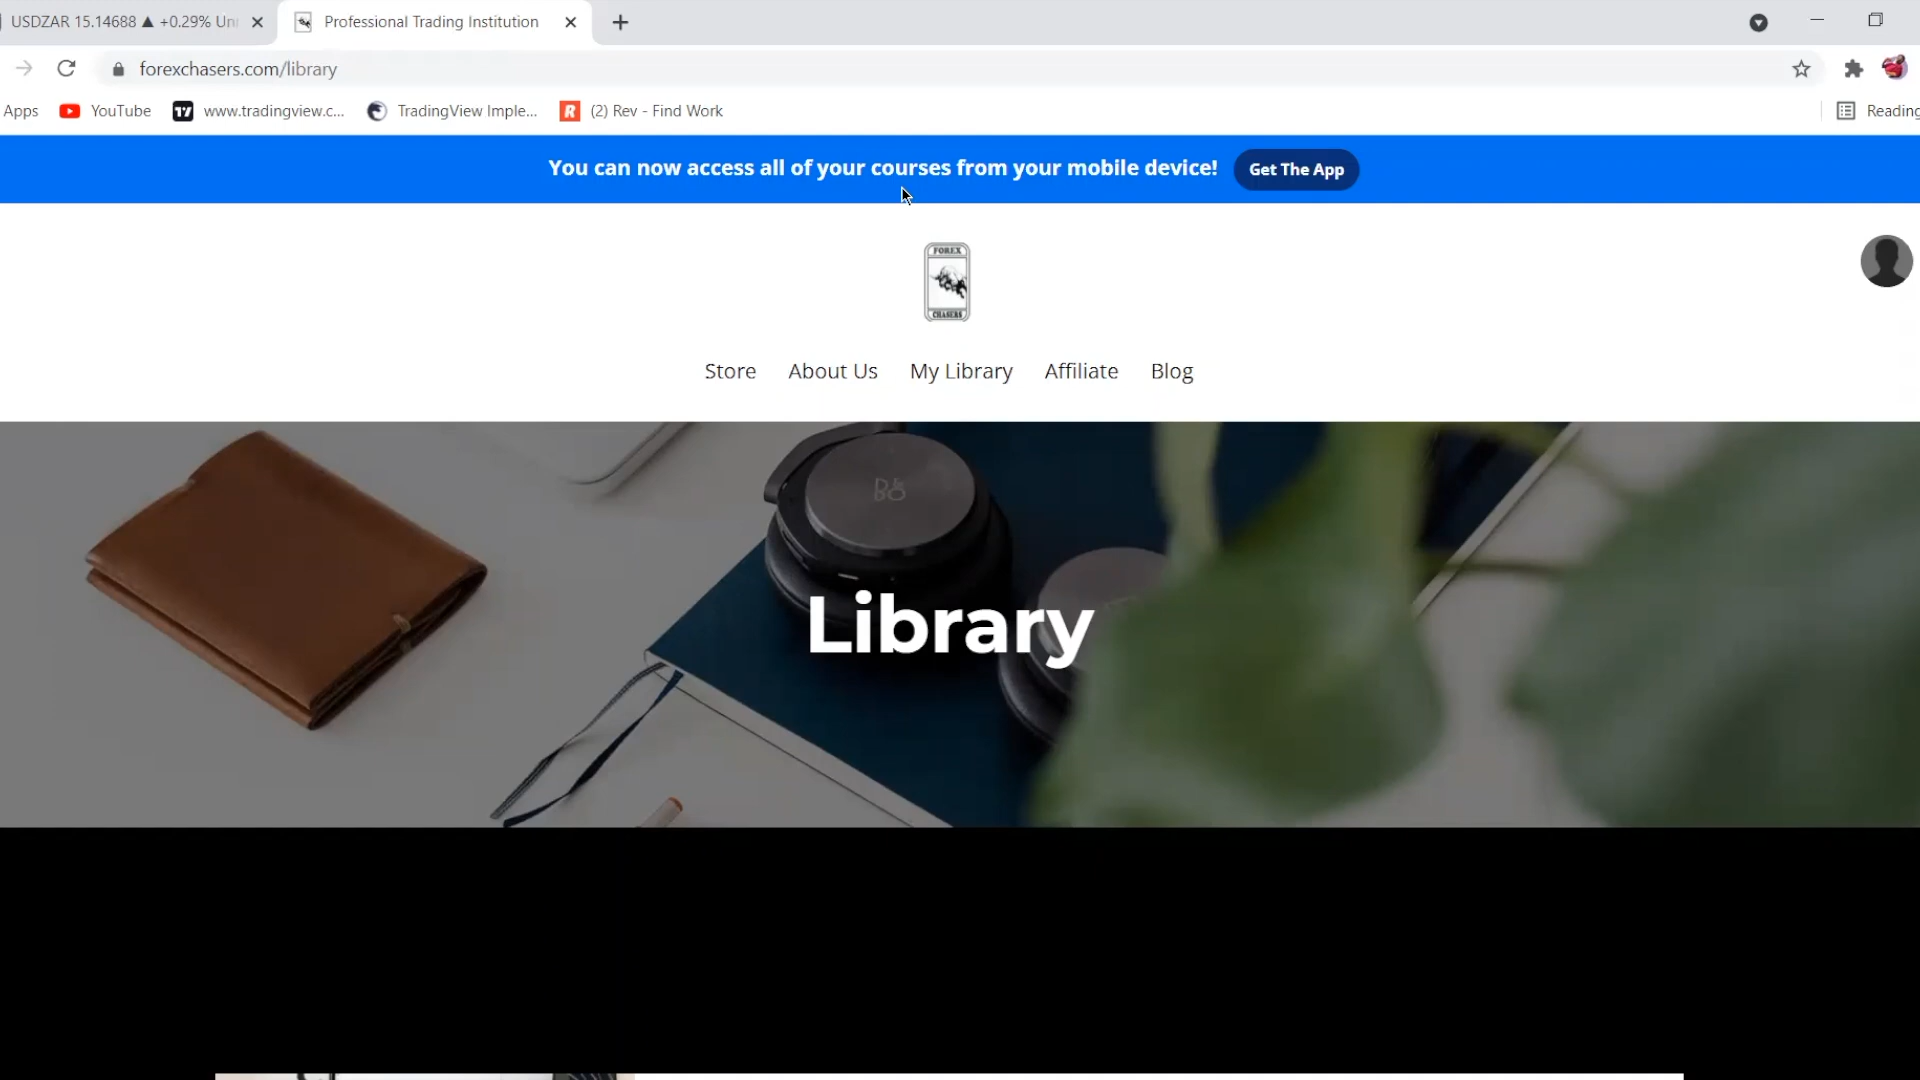 USDZAR 15.14688 ▲ +0.29% Un
Professional Trading Institution
forexchasers.com/library
Apps
YouTube
www.tradingview.c...
TradingView Imple...
(2) Rev - Find Work
Reading
You can now access all of your courses from your mobile device!
Get The App
FOREX
CHASERS
Store
About Us
My Library
Affiliate
Blog
Library